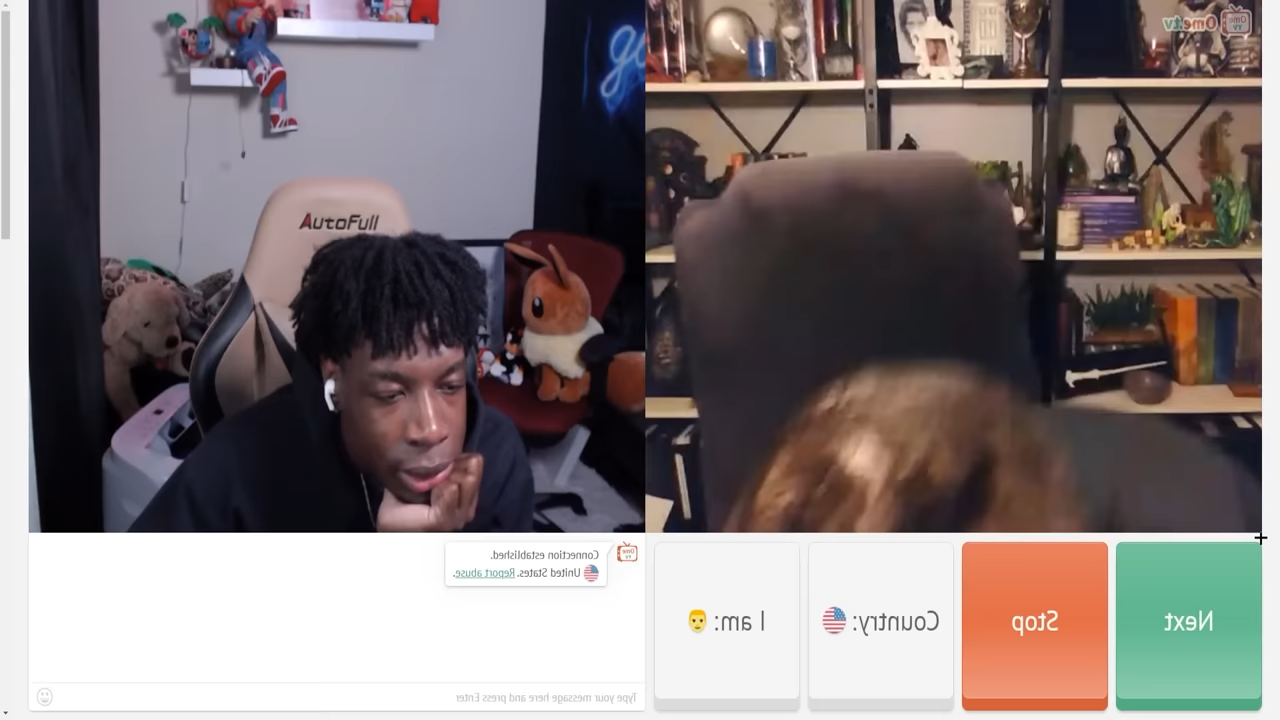 Ome.tv
go
AutoFull
Connection established.
United States. Report abuse.
Type your message here and press Enter
I am:
Country:
Stop
Next